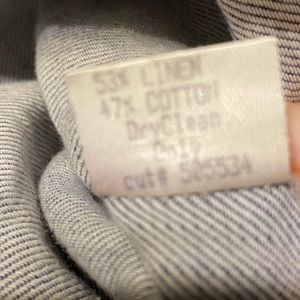 53% LINEN
47% COTTON
DryClean
Only
cut# 505534